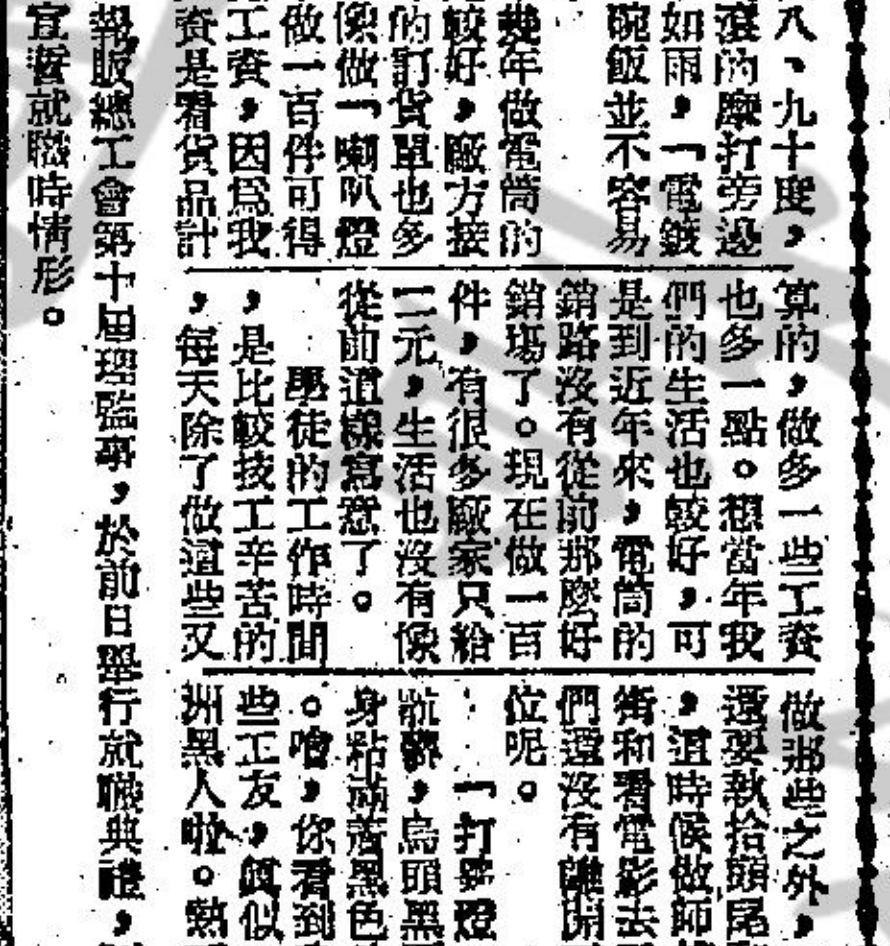 八、九十度，
滾的摩打旁邊
如雨，「電鍍
碗飯並不容易
幾年做電筒的
較好，廠方接
的訂貨單也多
像做「喇叭燈
做一百件可得
工資，因爲我
資是看貨品計
算的，做多一些工資
也多一點。想當年我
們的生活也較好，可
是到近年來，電筒的
銷路沒有從前那麽好
銷塲了。現在做一百
件，有很多廠家只給
二元，生活也沒有像
從前這樣寫意了。
學徒的工作時間
，是比較技工辛苦的
，每天除了做這些又
做那些之外，
還要執拾頭尾
，這時候做師
街和看電影去
們還沒有離開
位呢。
「打 燈
骯髒，烏頭黑
身粘滿着黑色
。噲，你看到
些工友，眞似
洲黑人啦。熱
報販總工會第十屆理監事，於前日舉行就職典禮，
宣誓就職時情形。